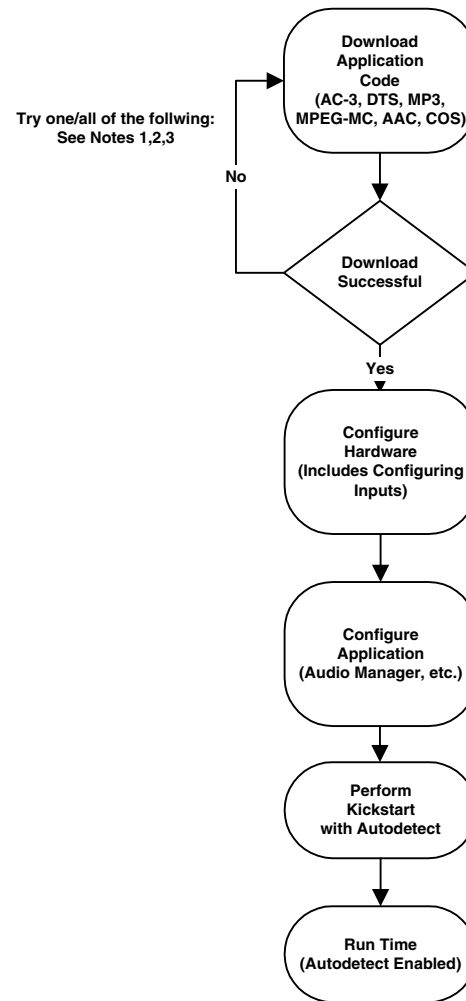 Download
Application
Code
(AC-3, DTS, MP3,
MPEG-MC, AAC, COS)
Try one/all of the follwing:
See Notes 1,2,3
No
Download
Successful
Yes
Configure
Hardware
(Includes Configuring
Inputs)
Configure
Application
(Audio Manager, etc.)
Perform
Kickstart
with Autodetect
Run Time
(Autodetect Enabled)